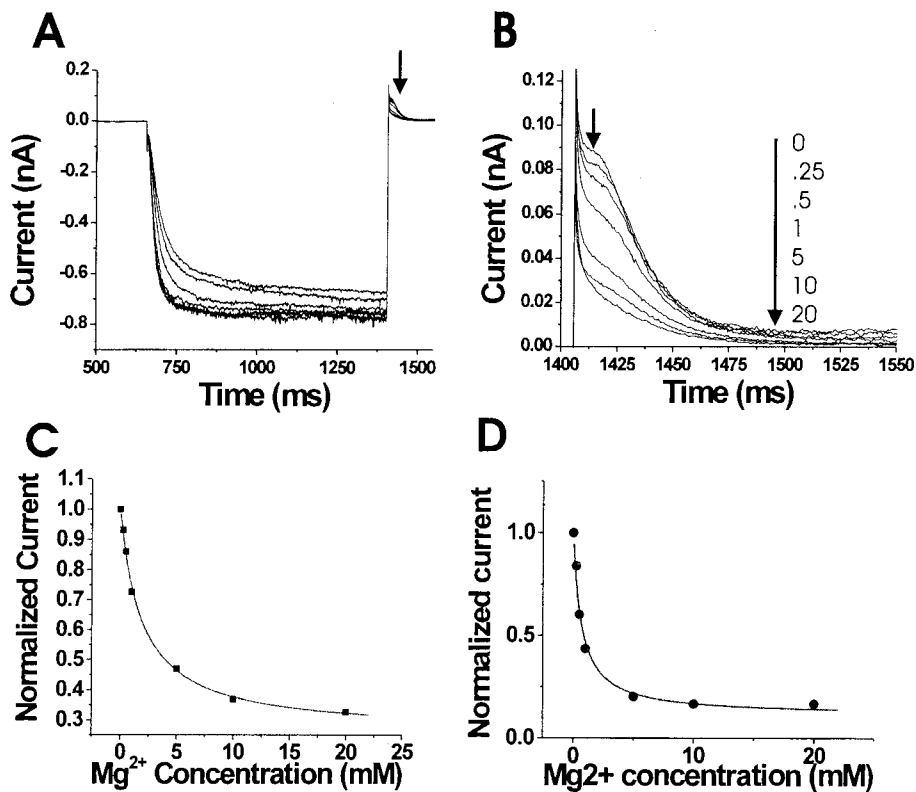 A
Current (nA)
0.2
0.0
-0.2
-0.4
-0.6
-0.8
500 750 1000 1250 1500
Time (ms)
B
Current (nA)
0.12
0.10
0.08
0.06
0.04
0.02
0.00
1400 1425 1450 1475 1500 1525 1550
Time (ms)
0
.25
.5
1
5
10
20
C
Normalized Current
1.1
1.0
0.9
0.8
0.7
0.6
0.5
0.4
0.3
0 5 10 15 20 25
Mg2+ Concentration (mM)
D
Normalized current
1.0
0.5
0.0
0 10 20
Mg2+ concentration (mM)